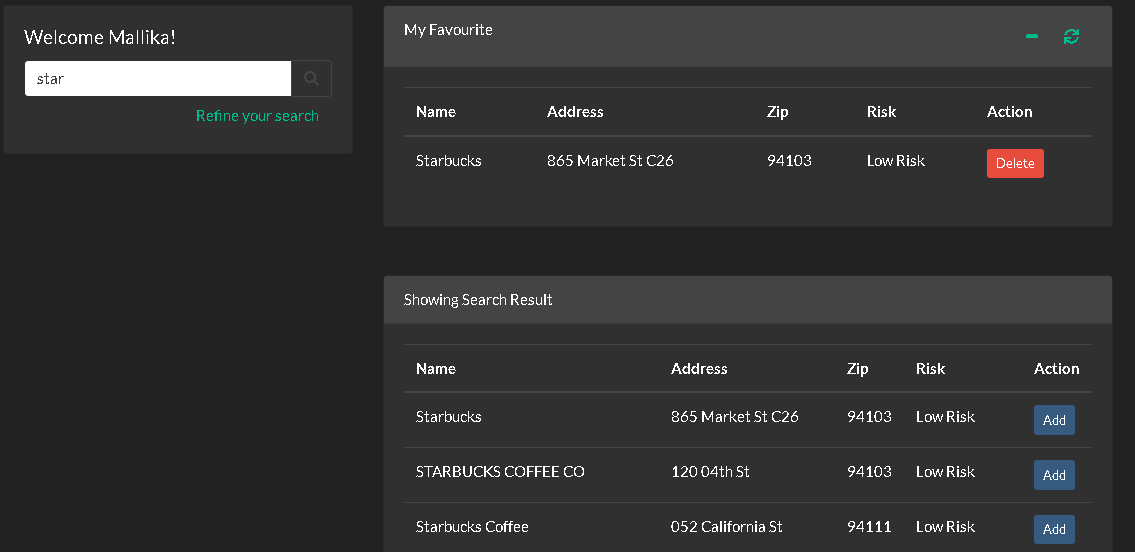 Welcome Mallika!
star
Refine your search
My Favourite
Name Address Zip Risk Action
Starbucks 865 Market St C26 94103 Low Risk Delete
Showing Search Result
Name Address Zip Risk Action
Starbucks 865 Market St C26 94103 Low Risk Add
STARBUCKS COFFEE CO 120 04th St 94103 Low Risk Add
Starbucks Coffee 052 California St 94111 Low Risk Add